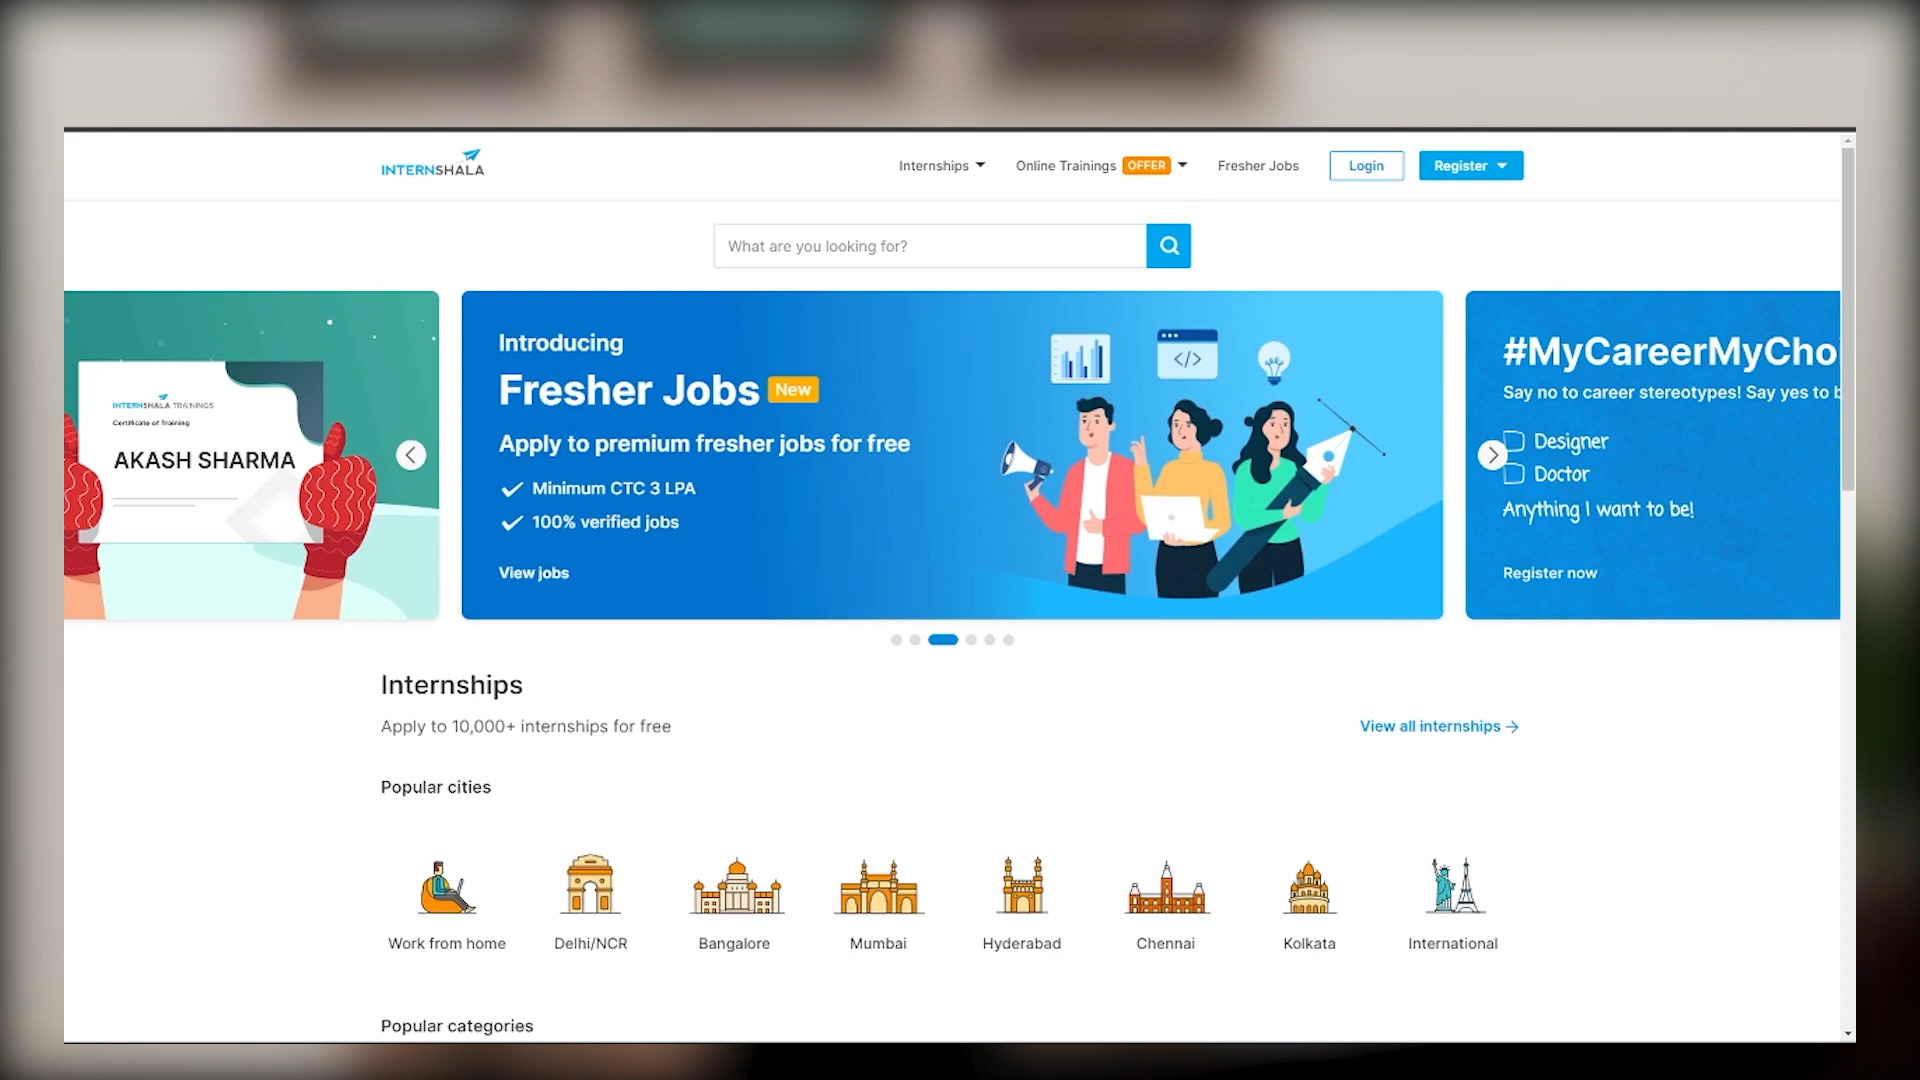 INTERNSHALA
Internships
Online Trainings OFFER
Fresher Jobs
Login
Register
What are you looking for?
INTERNSHALA TRAININGS
Certificate of Training
AKASH SHARMA
Introducing
Fresher Jobs New
Apply to premium fresher jobs for free
Minimum CTC 3 LPA
100% verified jobs
View jobs
#MyCareerMyCho
Say no to career stereotypes! Say yes to b
Designer
Doctor
Anything I want to be!
Register now
Internships
Apply to 10,000+ internships for free
View all internships →
Popular cities
Work from home
Delhi/NCR
Bangalore
Mumbai
Hyderabad
Chennai
Kolkata
International
Popular categories